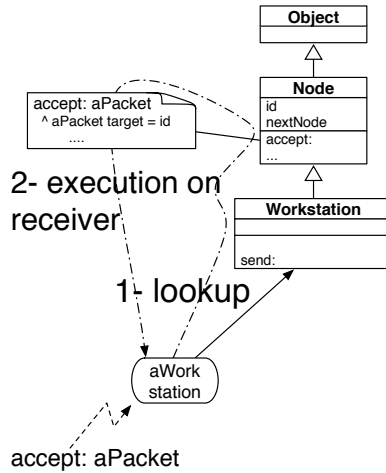 Object
Node
id
nextNode
accept:
...
accept: aPacket
^ aPacket target = id
....
2- execution on
receiver
Workstation
send:
1- lookup
aWork
station
accept: aPacket